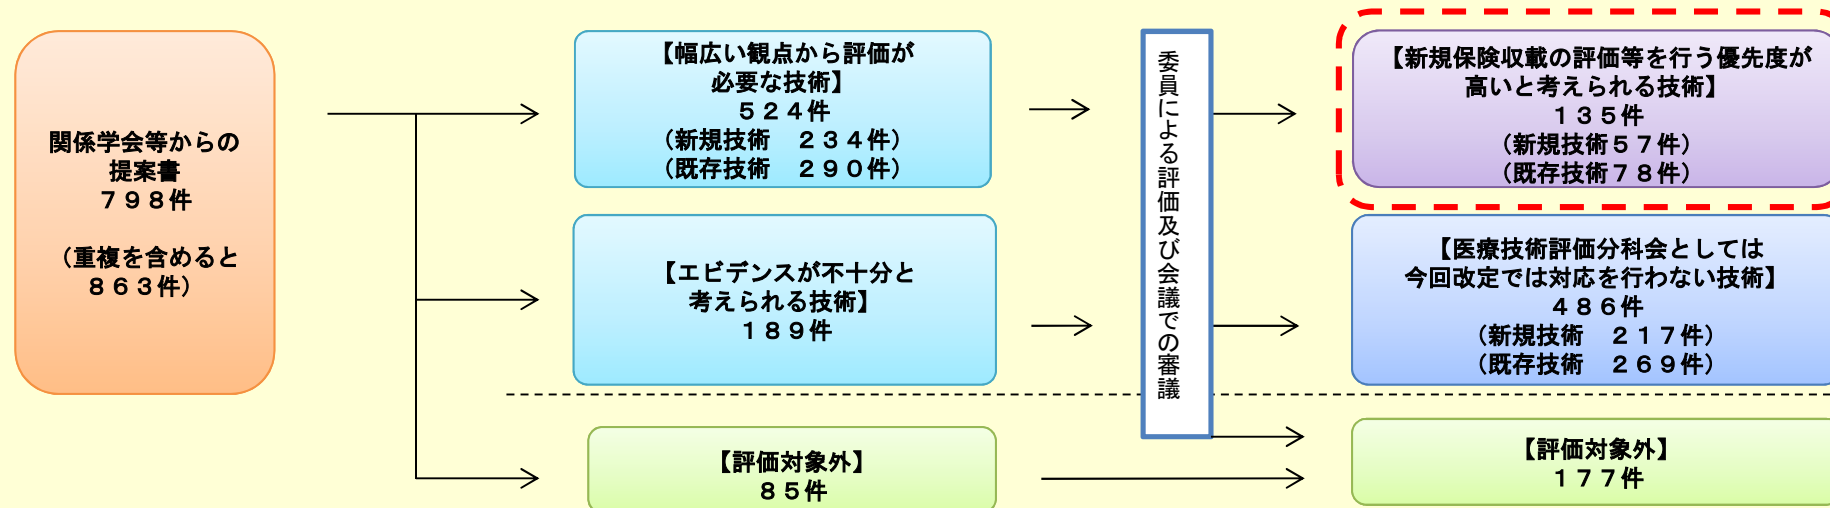 関係学会等からの
提案書
７９８件
（重複を含めると
８６３件）
【幅広い観点から評価が
必要な技術】
５２４件
（新規技術　２３４件）
（既存技術　２９０件）
【エビデンスが不十分と
考えられる技術】
１８９件
【評価対象外】
８５件
委員による評価及び会議での審議
【新規保険収載の評価等を行う優先度が
高いと考えられる技術】
１３５件
（新規技術５７件）
（既存技術７８件）
【医療技術評価分科会としては
今回改定では対応を行わない技術】
４８６件
（新規技術　２１７件）
（既存技術　２６９件）
【評価対象外】
１７７件